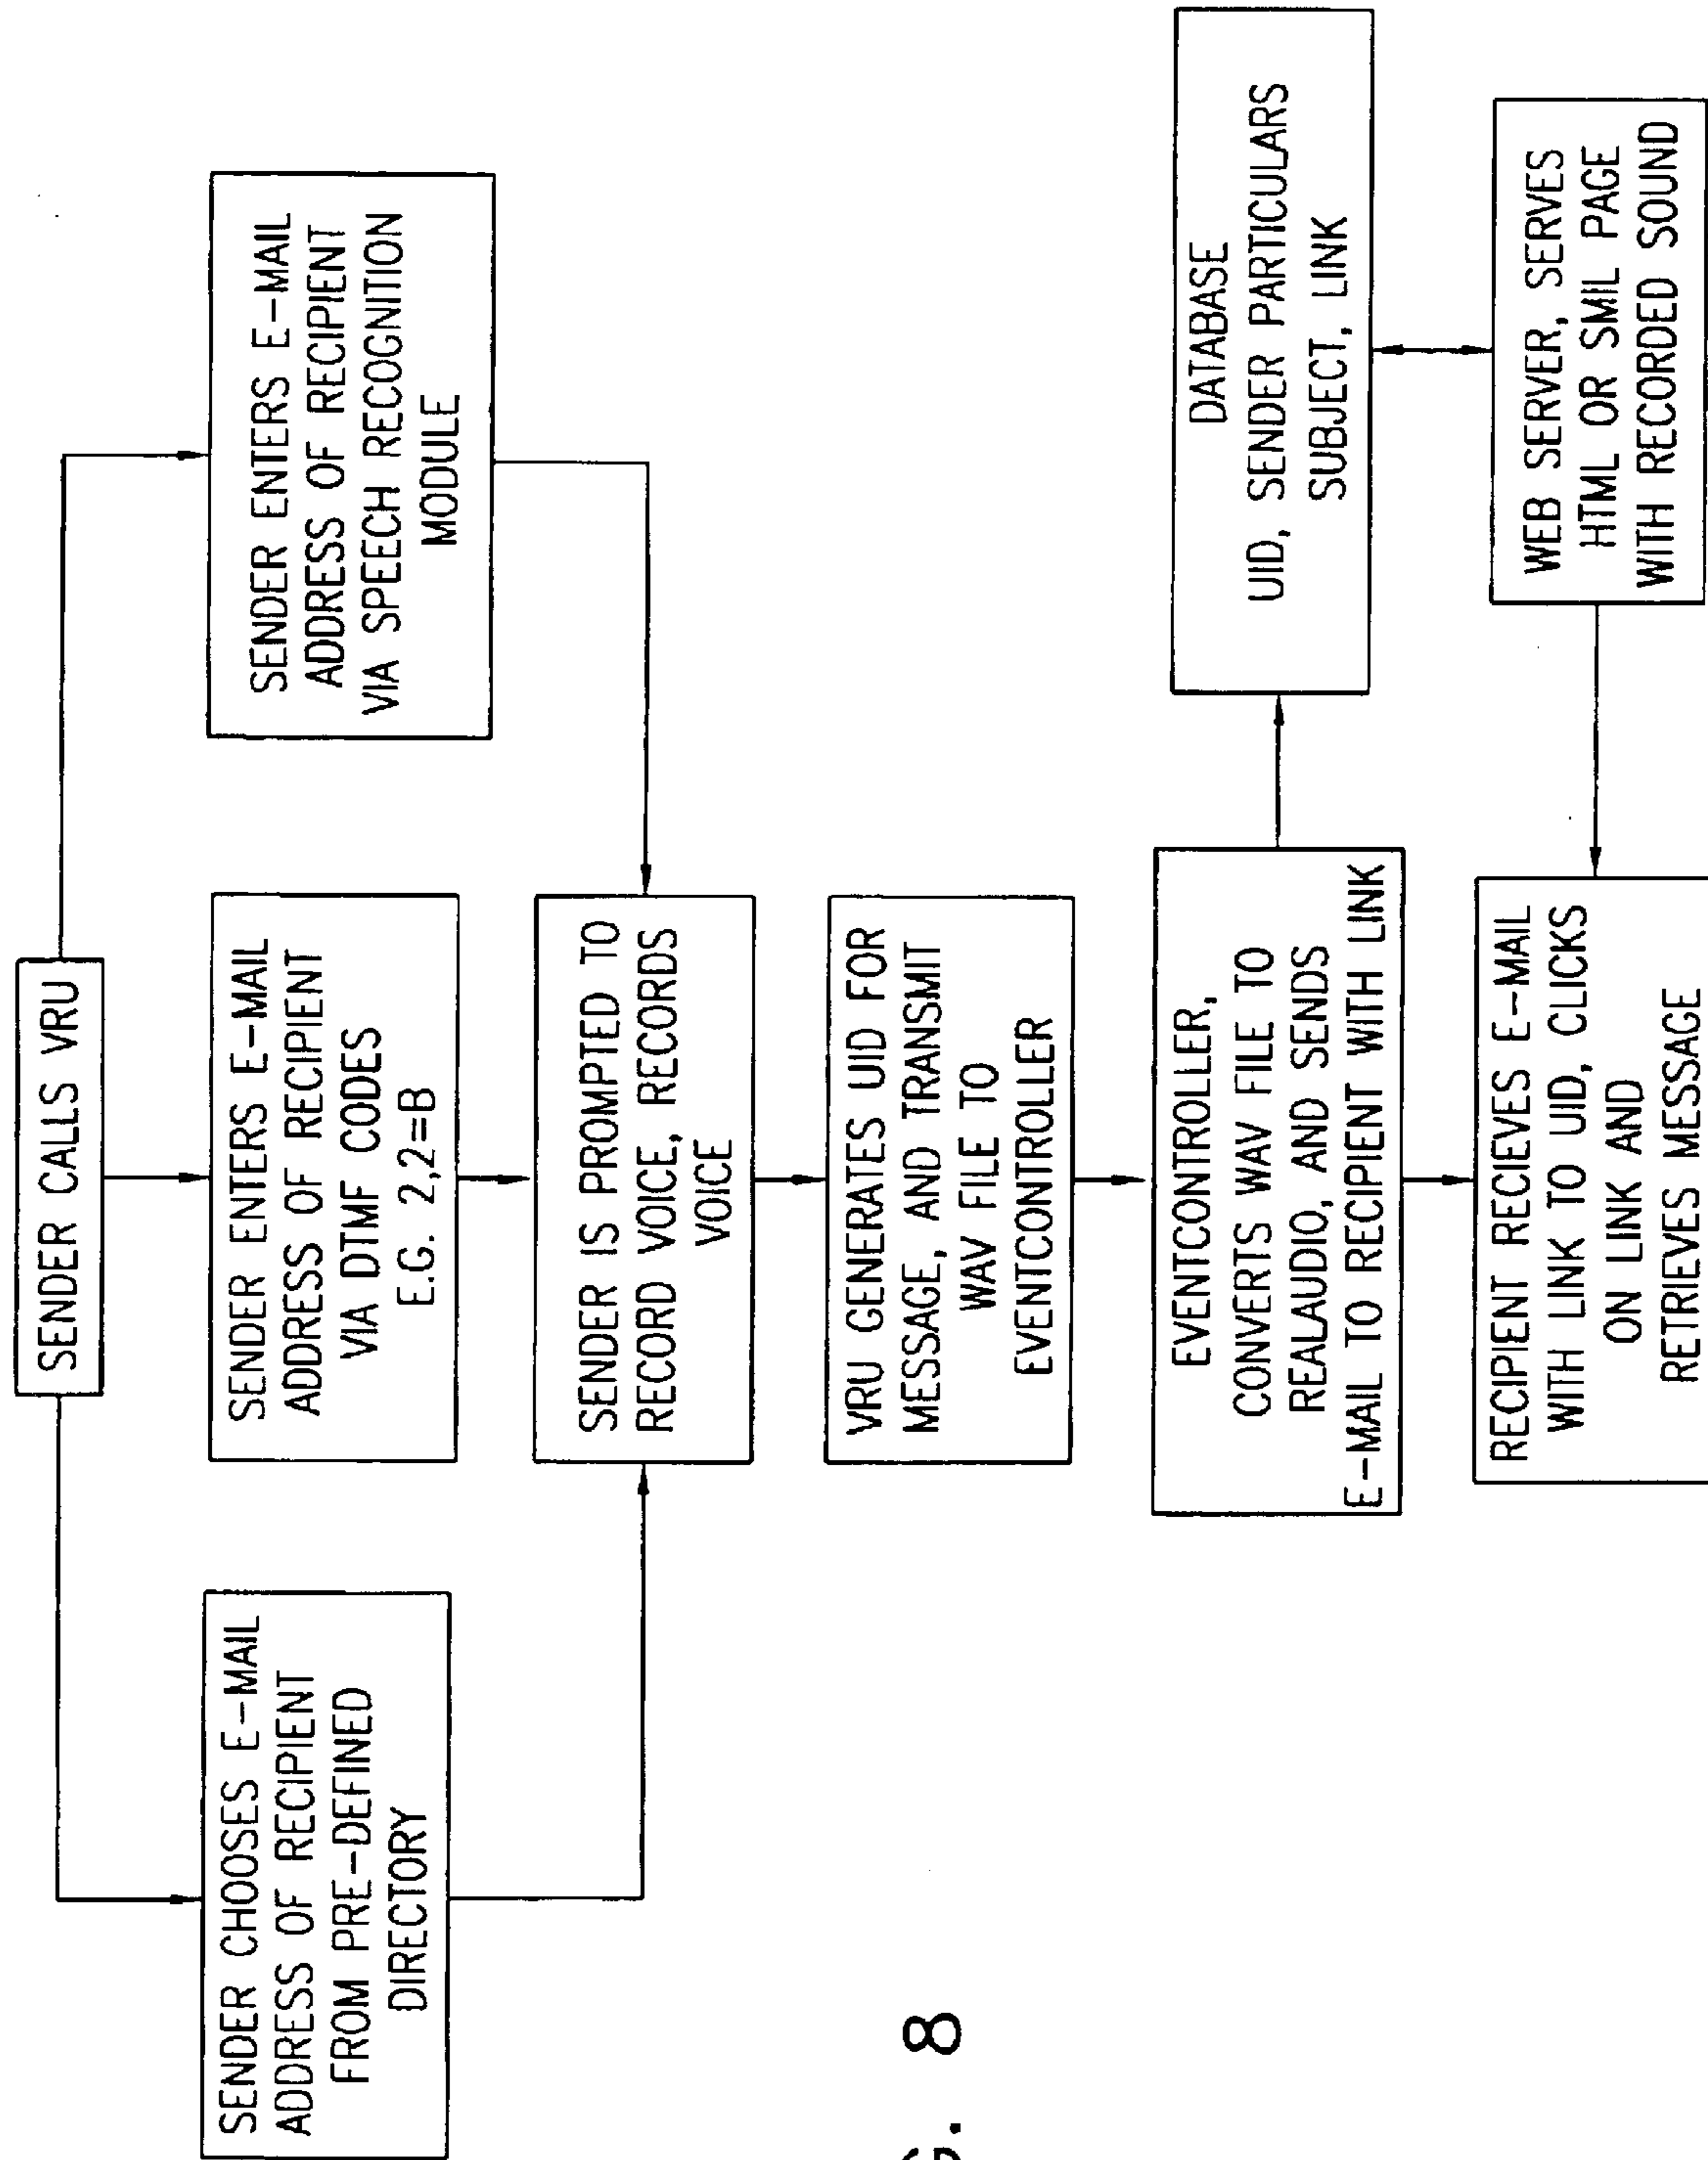 SENDER CALLS VRU
SENDER CHOOSES E-MAIL
ADDRESS OF RECIPIENT
FROM PRE-DEFINED
DIRECTORY
SENDER ENTERS E-MAIL
ADDRESS OF RECIPIENT
VIA DTMF CODES
E.G. 2,2=B
SENDER ENTERS E-MAIL
ADDRESS OF RECIPIENT
VIA SPEECH RECOGNITION
MODULE
SENDER IS PROMPTED TO
RECORD VOICE, RECORDS
VOICE
VRU GENERATES UID FOR
MESSAGE, AND TRANSMIT
WAV FILE TO
EVENTCONTROLLER
EVENTCONTROLLER,
CONVERTS WAV FILE TO
REALAUDIO, AND SENDS
E-MAIL TO RECIPIENT WITH LINK
DATABASE
UID, SENDER PARTICULARS
SUBJECT, LINK
RECIPIENT RECIEVES E-MAIL
WITH LINK TO UID, CLICKS
ON LINK AND
RETRIEVES MESSAGE
WEB SERVER, SERVES
HTML OR SMIL PAGE
WITH RECORDED SOUND
G. 8